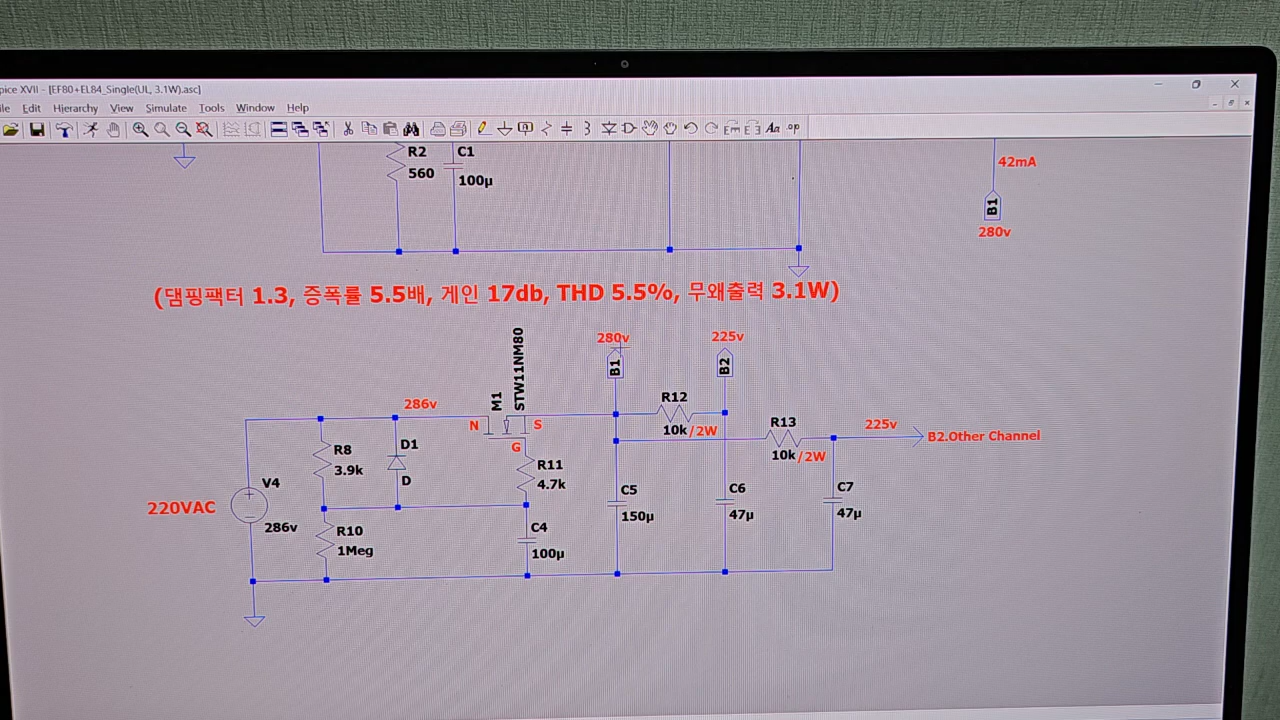 pice XVII - [EF80+EL84_Single(UL, 3.1W).asc]
ile Edit Hierarchy View Simulate Tools Window Help
Aa .op
R2
560
C1
100µ
42mA
B1
280v
(댐핑팩터 1.3, 증폭률 5.5배, 게인 17db, THD 5.5%, 무왜출력 3.1W)
280v
B1
225v
B2
286v
M1
STW11NM80
N
S
G
R12
10k/2W
R13
10k/2W
225v
B2.Other Channel
R8
3.9k
D1
D
R11
4.7k
V4
220VAC
286v
R10
1Meg
C4
100µ
C5
150µ
C6
47µ
C7
47µ